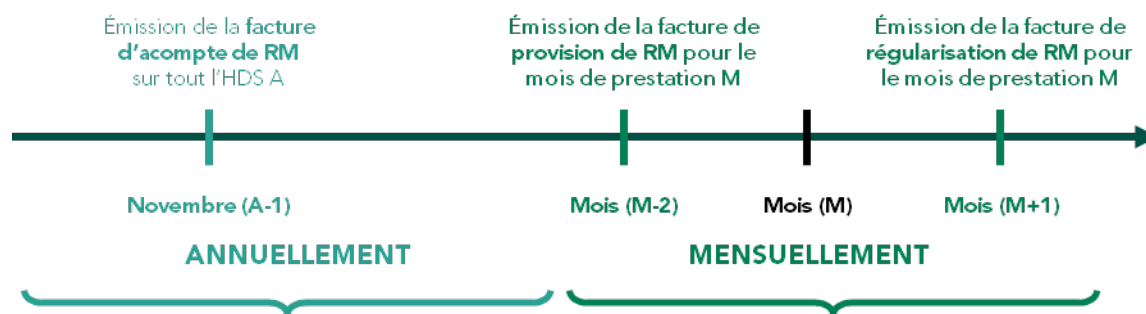 Émission de la facture
d'acompte de RM
sur tout l'HDS A
Émission de la facture de
provision de RM pour le
mois de prestation M
Émission de la facture de
régularisation de RM pour
le mois de prestation M
Novembre (A-1)
Mois (M-2)
Mois (M)
Mois (M+1)
ANNUELLEMENT
MENSUELLEMENT